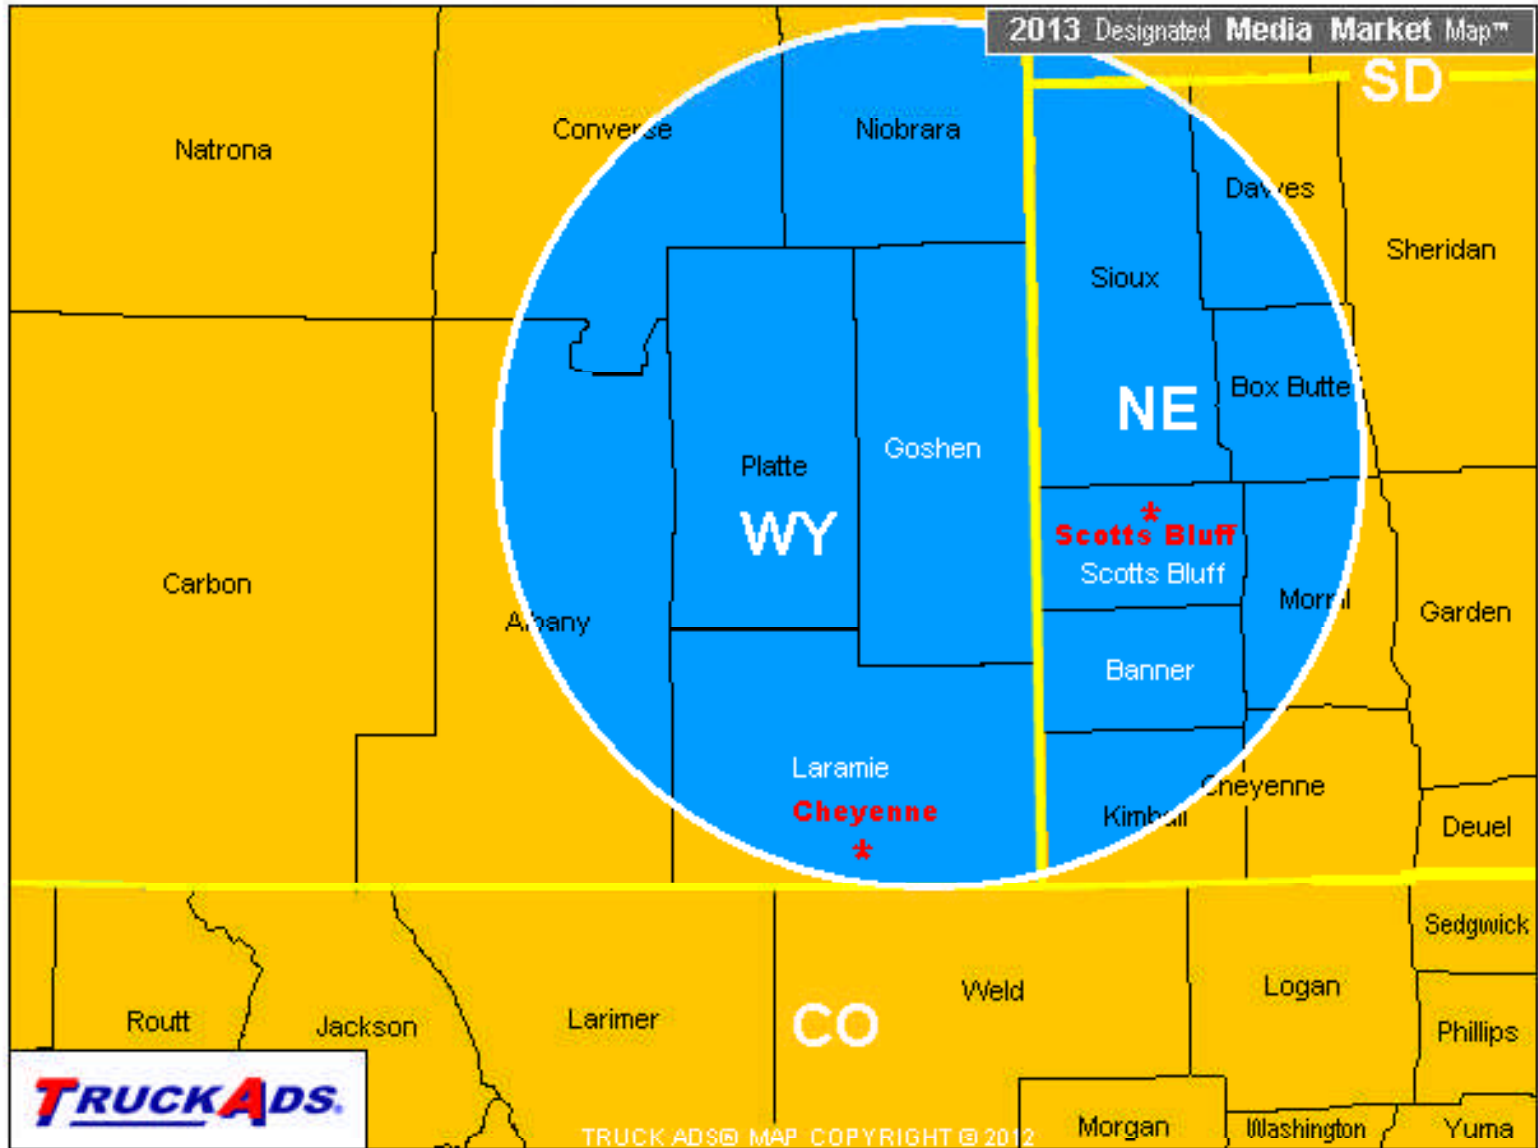 2013 Designated Media Market Map™
SD
Natrona
Converse
Niobrara
Dawes
Sheridan
Sioux
Box Butte
NE
Goshen
Platte
WY
*
Scotts Bluff
Scotts Bluff
Carbon
Albany
Morril
Garden
Banner
Laramie
Cheyenne
*
Cheyenne
Kimball
Deuel
Sedgwick
Weld
Logan
CO
Routt
Jackson
Larimer
Phillips
TRUCKADS.
Morgan
Washington
Yuma
TRUCK ADS® MAP COPYRIGHT © 2012